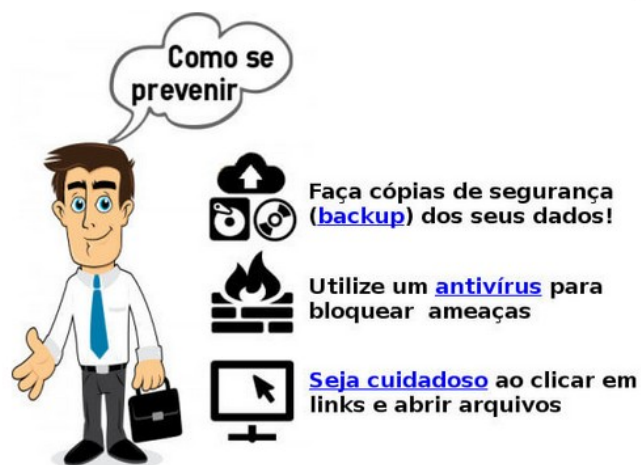 Como se
prevenir
Faça cópias de segurança
(backup) dos seus dados!
Utilize um antivírus para
bloquear ameaças
Seja cuidadoso ao clicar em
links e abrir arquivos